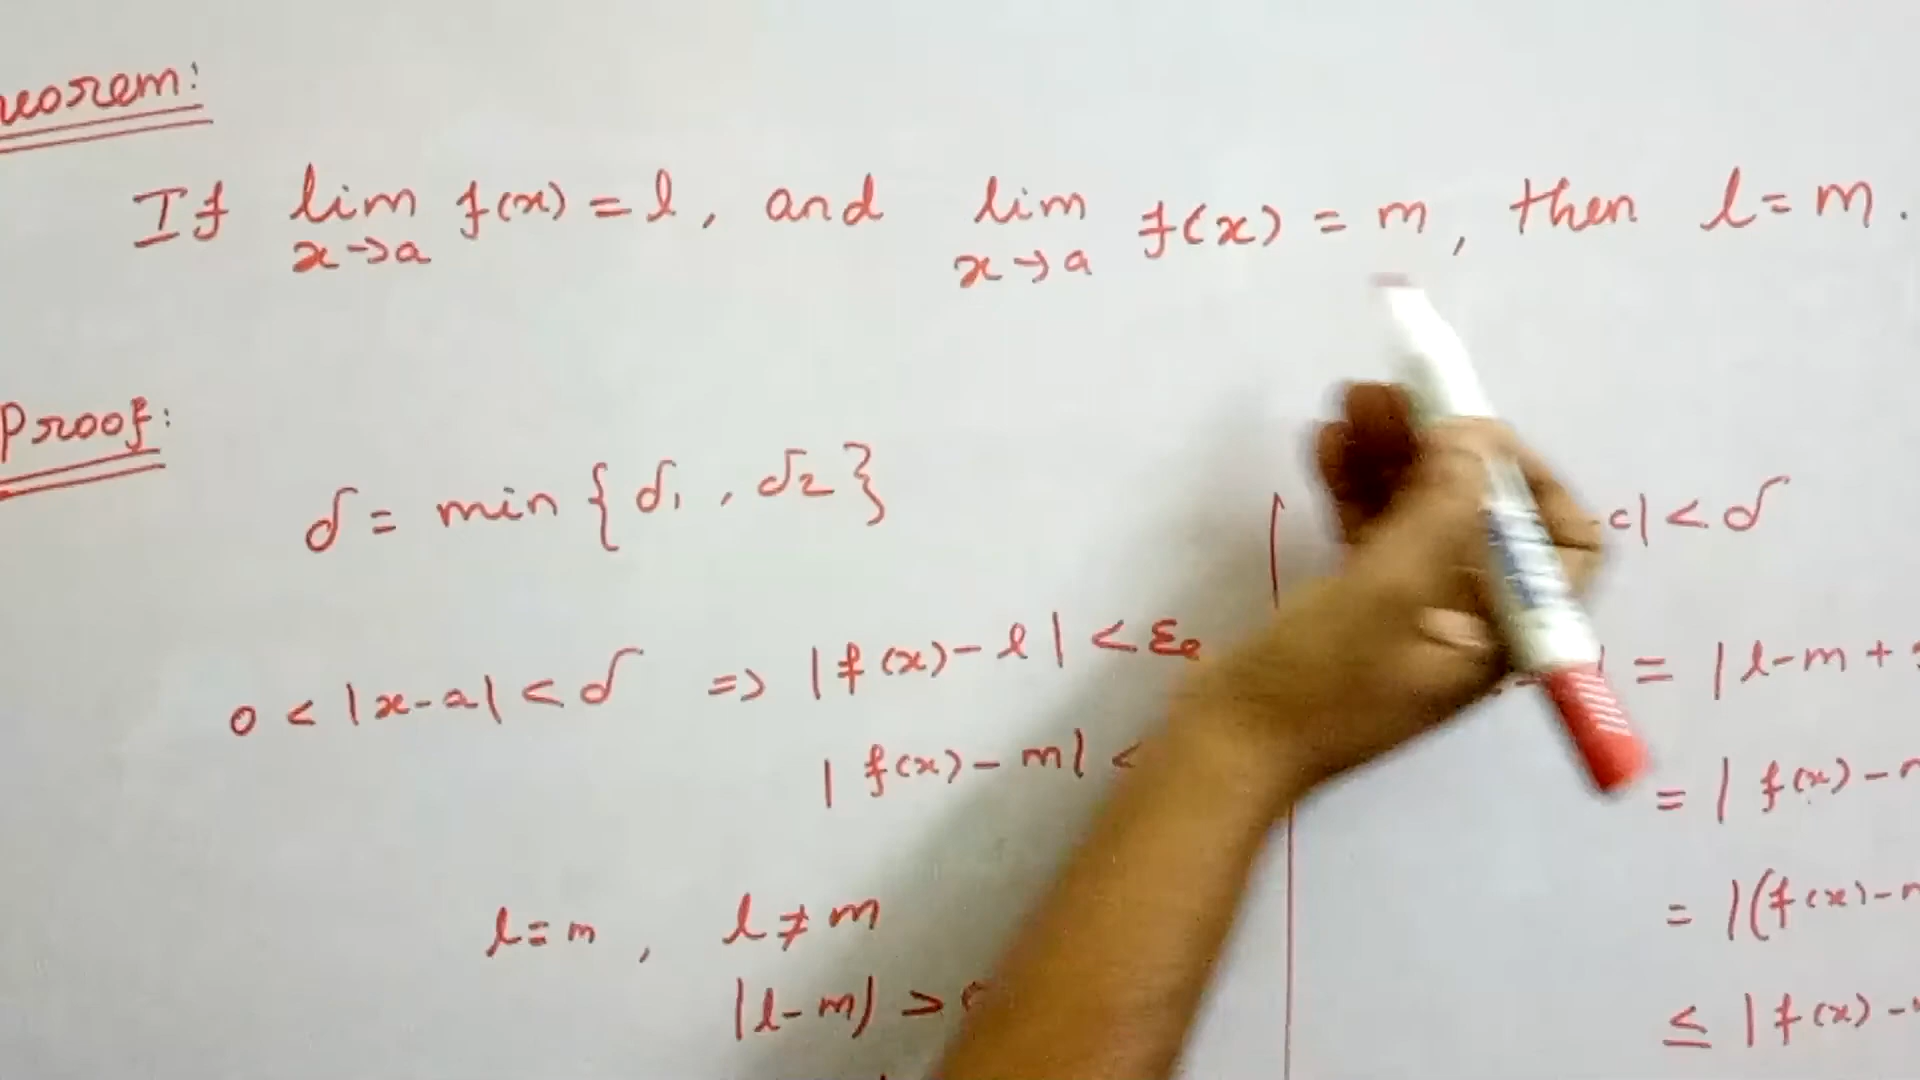 eorem:
If lim f(x) = l, and lim f(x) = m, then l = m.
x→a x→a
Proof:
δ = min { δ₁ , δ₂ }
0 < |x-a| < δ ⇒ |f(x) - l| < ε
|f(x) - m| <
l = m , l ≠ m
|l - m| >
| < δ
= | l - m +
= | f(x) -
= |(f(x) -
≤ | f(x) -